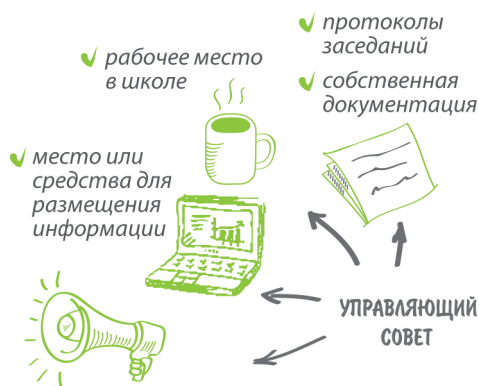 протоколы
заседаний
рабочее место
в школе
собственная
документация
место или
средства для
размещения
информации
УПРАВЛЯЮЩИЙ
СОВЕТ